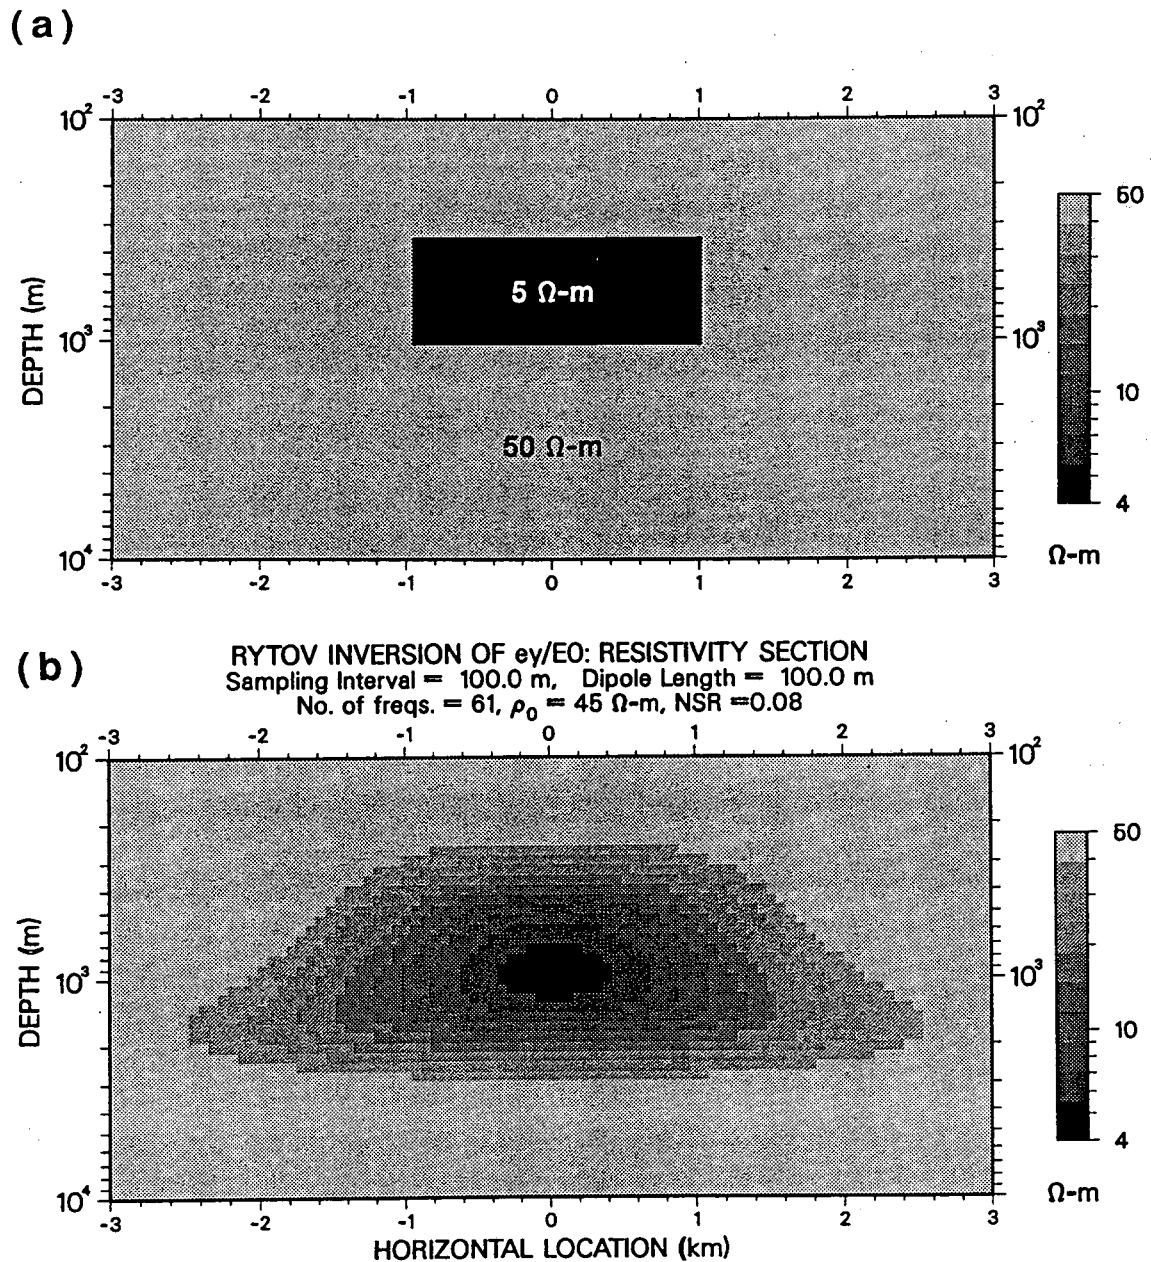 (a)
-3 -2 -1 0 1 2 3
10² 10²
50
5 Ω-m
DEPTH (m)
10³ 10³
10
50 Ω-m
4
10⁴
Ω-m
-3 -2 -1 0 1 2 3
(b)
RYTOV INVERSION OF ey/E0: RESISTIVITY SECTION
Sampling Interval = 100.0 m, Dipole Length = 100.0 m
No. of freqs. = 61, ρ₀ = 45 Ω-m, NSR =0.08
-3 -2 -1 0 1 2 3
10² 10²
50
DEPTH (m)
10³ 10³
10
4
10⁴
Ω-m
-3 -2 -1 0 1 2 3
HORIZONTAL LOCATION (km)